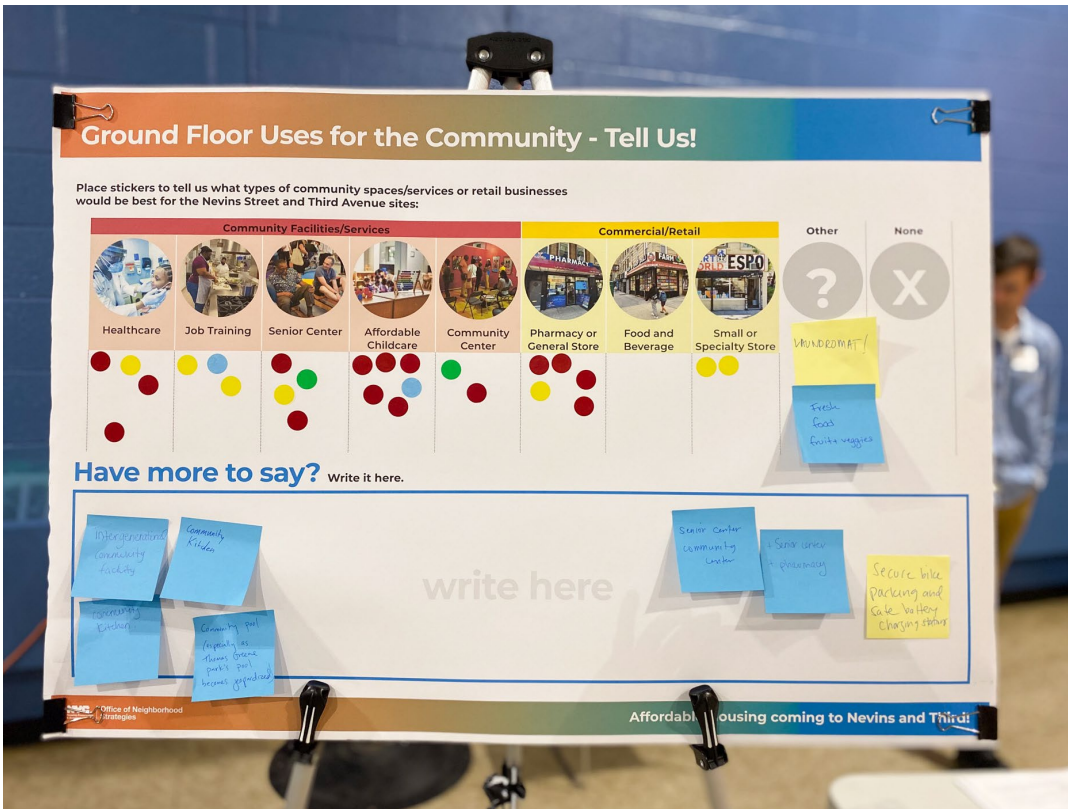 Ground Floor Uses for the Community - Tell Us!
Place stickers to tell us what types of community spaces/services or retail businesses
would be best for the Nevins Street and Third Avenue sites:
Community Facilities/Services
Commercial/Retail
Other
None
PHARMAC
FARM
ESPO
?
X
Healthcare
Job Training
Senior Center
Affordable
Childcare
Community
Center
Pharmacy or
General Store
Food and
Beverage
Small or
Specialty Store
LAUNDROMAT!
Fresh
food
fruit + veggies
Have more to say? Write it here.
Intergenerational
community
facility
Community
Kitchen
community
kitchen
Community pool
(especially as
Thomas Greene
park's pool
becomes jeopardized
write here
Senior center
community
center
+ Senior center
+ pharmacy
Secure bike
parking and
safe battery
charging station
NYC
Office of Neighborhood
Strategies
Affordable Housing coming to Nevins and Third!